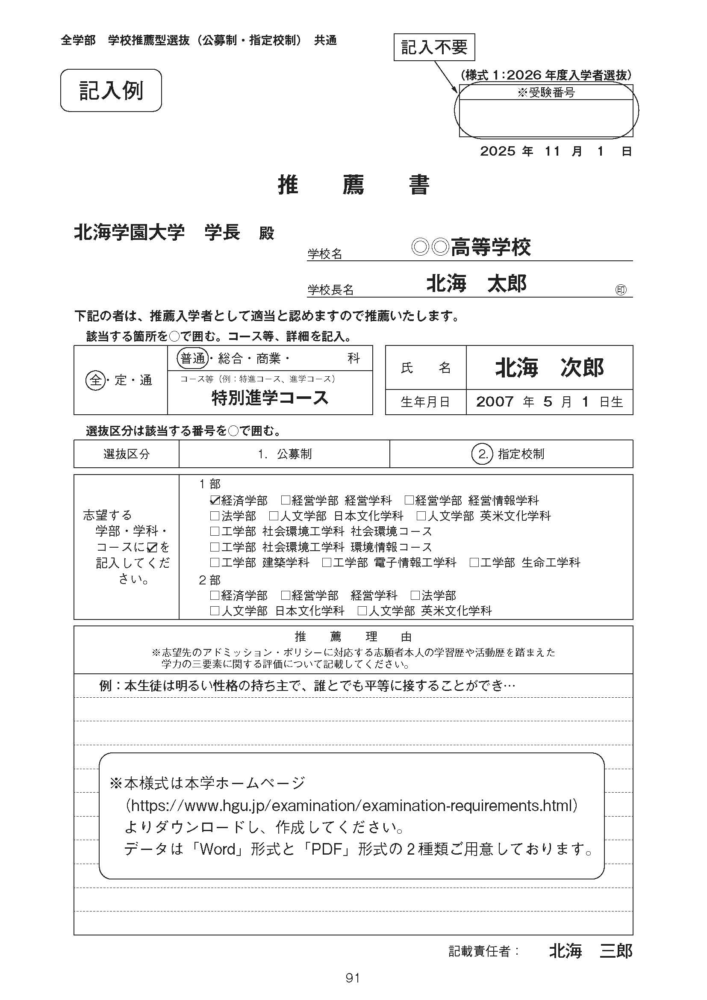 全学部　学校推薦型選抜（公募制・指定校制）　共通
記入不要
記入例
（様式 1：2026 年度入学者選抜）
※受験番号
2025 年　11　月　1　日
推　薦　書
北海学園大学　学長　殿
学校名　◎◎高等学校
学校長名　北海　太郎　㊞
下記の者は、推薦入学者として適当と認めますので推薦いたします。
該当する箇所を○で囲む。コース等、詳細を記入。
全・定・通
普通・総合・商業・　　　　科
コース等（例：特進コース、進学コース）
特別進学コース
氏　名　北海　次郎
生年月日　2007 年 5 月 1 日生
選抜区分は該当する番号を○で囲む。
選抜区分　1．公募制　2．指定校制
志望する
学部・学科・
コースに☑を
記入してくだ
さい。
1 部
☑経済学部　□経営学部 経営学科　□経営学部 経営情報学科
□法学部　□人文学部 日本文化学科　□人文学部 英米文化学科
□工学部 社会環境工学科 社会環境コース
□工学部 社会環境工学科 環境情報コース
□工学部 建築学科　□工学部 電子情報工学科　□工学部 生命工学科
2 部
□経済学部　□経営学部　経営学科　□法学部
□人文学部 日本文化学科　□人文学部 英米文化学科
推　薦　理　由
※志望先のアドミッション・ポリシーに対応する志願者本人の学習歴や活動歴を踏まえた
学力の三要素に関する評価について記載してください。
例：本生徒は明るい性格の持ち主で、誰とでも平等に接することができ…
※本様式は本学ホームページ
（https://www.hgu.jp/examination/examination-requirements.html）
よりダウンロードし、作成してください。
データは「Word」形式と「PDF」形式の２種類ご用意しております。
記載責任者：　北海　三郎
91